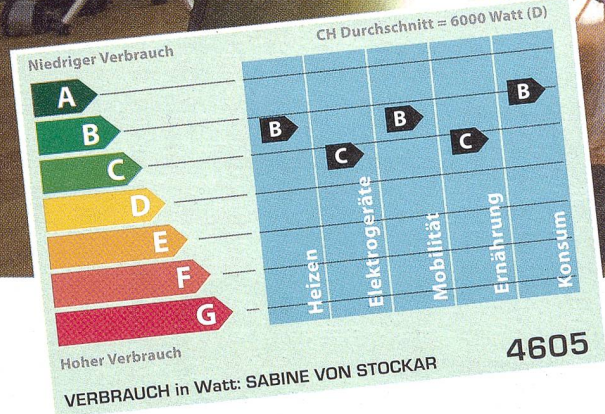 CH Durchschnitt = 6000 Watt (D)
Niedriger Verbrauch
A
B
C
D
E
F
G
B
C
B
C
B
Heizen
Elektrogeräte
Mobilität
Ernährung
Konsum
Hoher Verbrauch
4605
VERBRAUCH in Watt: SABINE VON STOCKAR